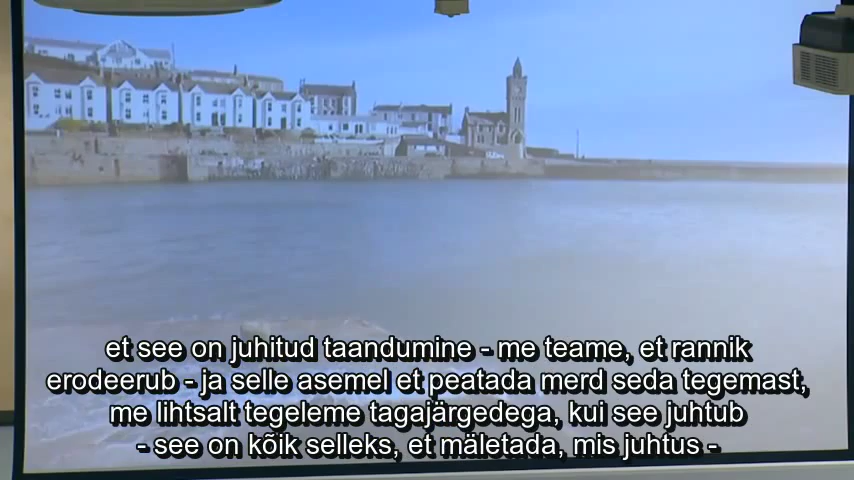 et see on juhitud taandumine - me teame, et rannik
erodeerub - ja selle asemel et peatada merd seda tegemast,
me lihtsalt tegeleme tagajärgedega, kui see juhtub
- see on kõik selleks, et mäletada, mis juhtus -